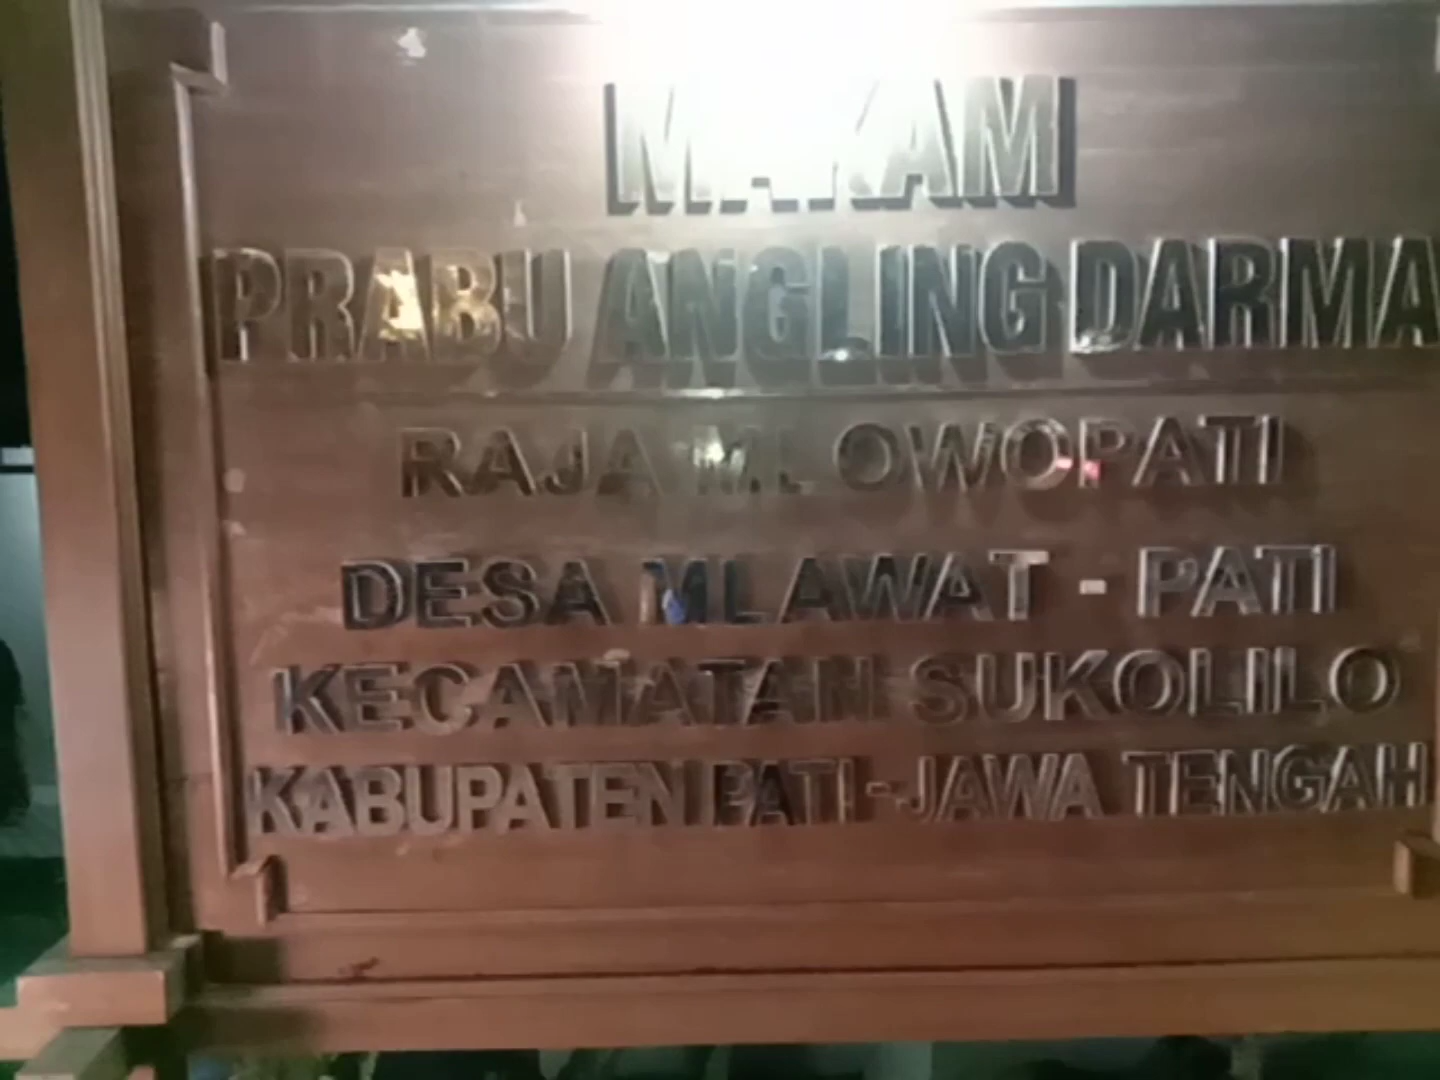 MAKAM
PRABU ANGLING DARMA
RAJA MLOWOPATI
DESA MLAWAT - PATI
KECAMATAN SUKOLILO
KABUPATEN PATI - JAWA TENGAH